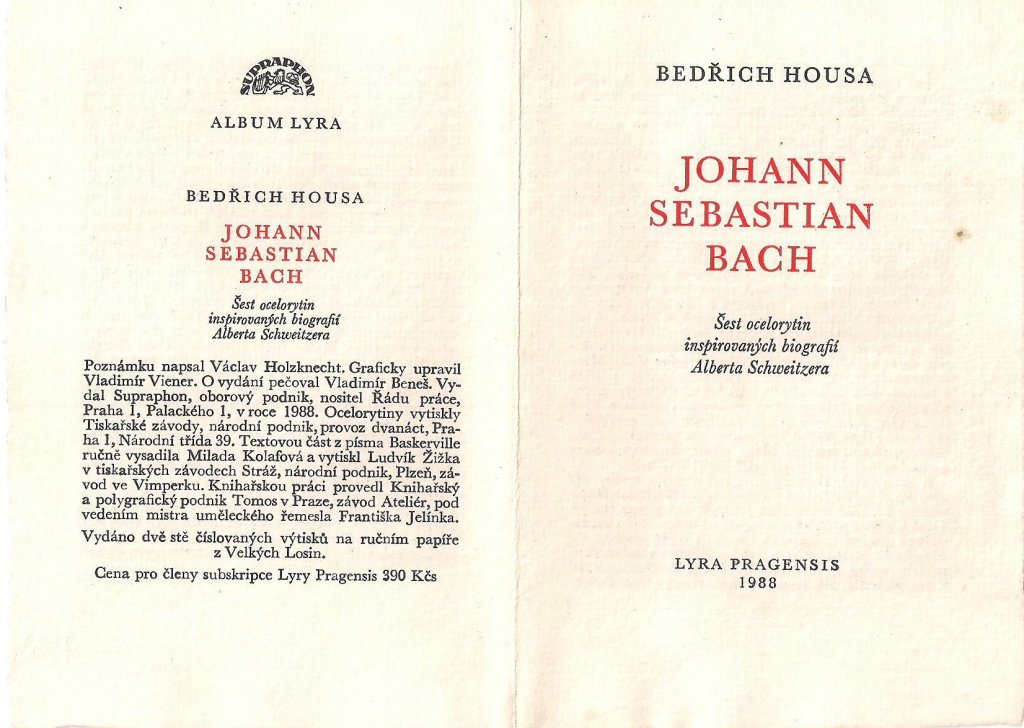 SUPRAPHON
ALBUM LYRA
BEDŘICH HOUSA
JOHANN
SEBASTIAN
BACH
Šest ocelorytin
inspirovaných biografií
Alberta Schweitzera
Poznámku napsal Václav Holzknecht. Graficky upravil
Vladimír Viener. O vydání pečoval Vladimír Beneš. Vy-
dal Supraphon, oborový podnik, nositel Řádu práce,
Praha 1, Palackého 1, v roce 1988. Ocelorytiny vytiskly
Tiskařské závody, národní podnik, provoz dvanáct, Pra-
ha 1, Národní třída 39. Textovou část z písma Baskerville
ručně vysadila Milada Kolafová a vytiskl Ludvík Žižka
v tiskařských závodech Stráž, národní podnik, Plzeň, zá-
vod ve Vimperku. Knihařskou práci provedl Knihařský
a polygrafický podnik Tomos v Praze, závod Ateliér, pod
vedením mistra uměleckého řemesla Františka Jelínka.
Vydáno dvě stě číslovaných výtisků na ručním papíře
z Velkých Losin.
Cena pro členy subskripce Lyry Pragensis 390 Kčs
BEDŘICH HOUSA
JOHANN
SEBASTIAN
BACH
Šest ocelorytin
inspirovaných biografií
Alberta Schweitzera
LYRA PRAGENSIS
1988